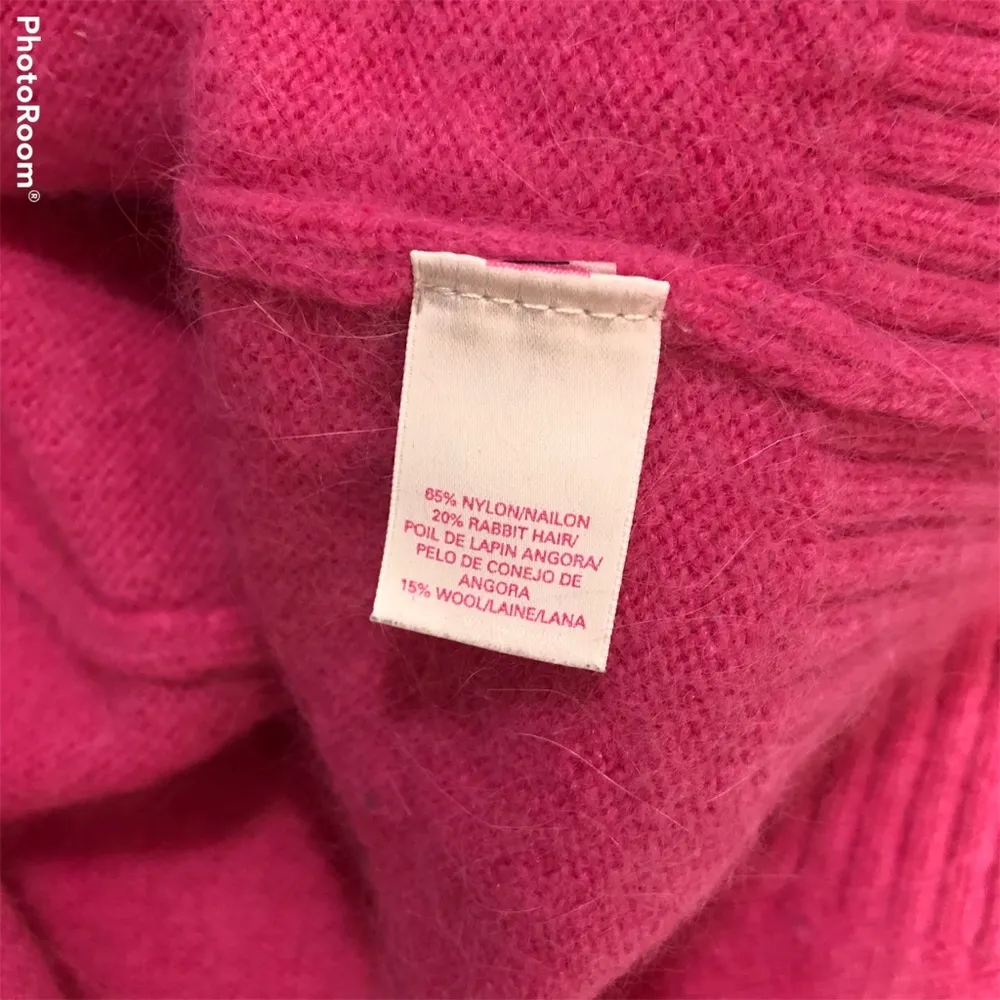 PhotoRoom®
65% NYLON/NAILON
20% RABBIT HAIR/
POIL DE LAPIN ANGORA/
PELO DE CONEJO DE
ANGORA
15% WOOL/LAINE/LANA